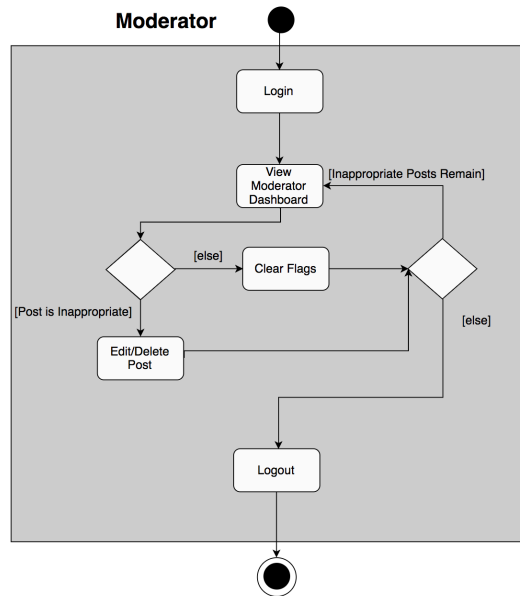 Moderator
Login
View
Moderator
Dashboard
[Inappropriate Posts Remain]
[else]
Clear Flags
[Post is Inappropriate]
[else]
Edit/Delete
Post
Logout